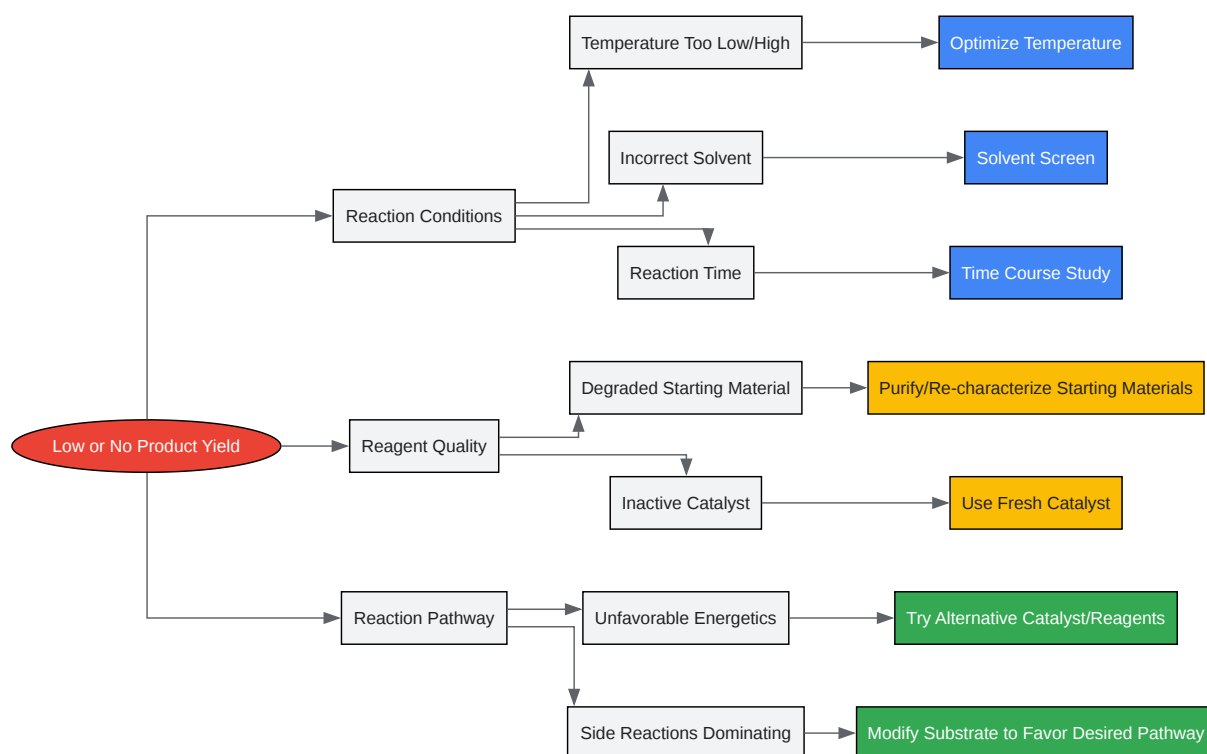 Temperature Too Low/High
Optimize Temperature
Incorrect Solvent
Solvent Screen
Reaction Conditions
Reaction Time
Time Course Study
Degraded Starting Material
Purify/Re-characterize Starting Materials
Low or No Product Yield
Reagent Quality
Inactive Catalyst
Use Fresh Catalyst
Reaction Pathway
Unfavorable Energetics
Try Alternative Catalyst/Reagents
Side Reactions Dominating
Modify Substrate to Favor Desired Pathway